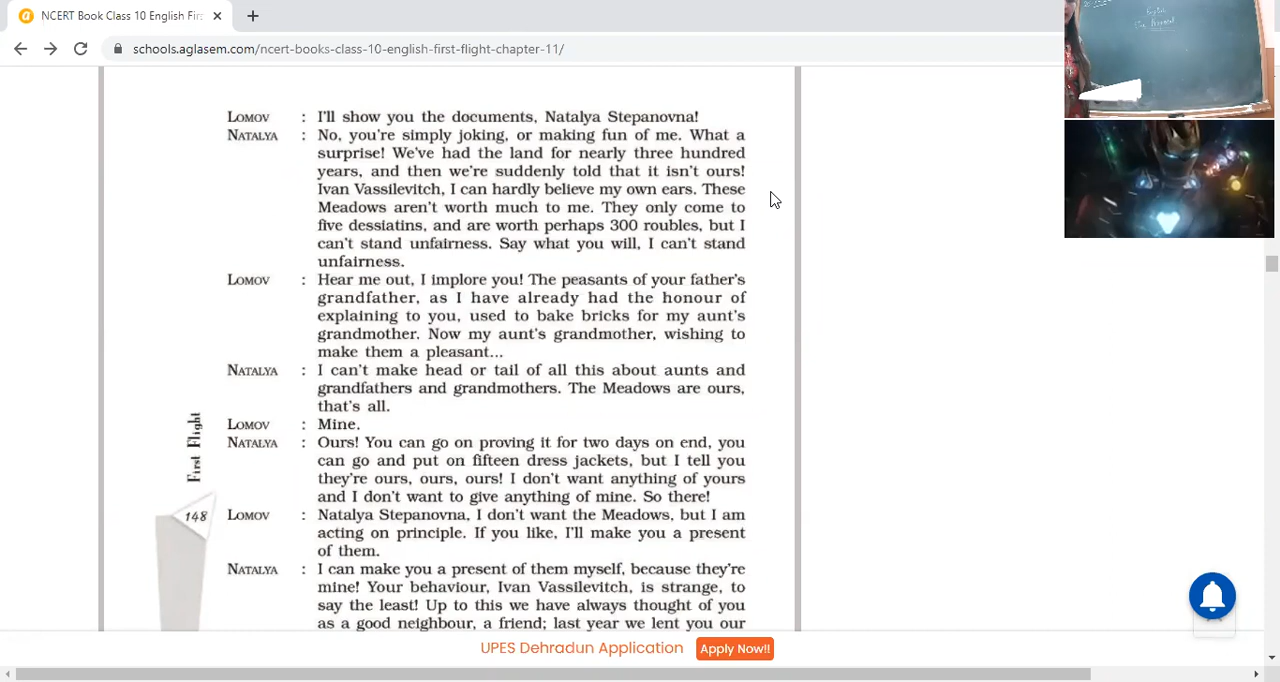 NCERT Book Class 10 English Firs
schools.aglasem.com/ncert-books-class-10-english-first-flight-chapter-11/
LOMOV : I'll show you the documents, Natalya Stepanovna!
NATALYA : No, you're simply joking, or making fun of me. What a
surprise! We've had the land for nearly three hundred
years, and then we're suddenly told that it isn't ours!
Ivan Vassilevitch, I can hardly believe my own ears. These
Meadows aren't worth much to me. They only come to
five dessiatins, and are worth perhaps 300 roubles, but I
can't stand unfairness. Say what you will, I can't stand
unfairness.
LOMOV : Hear me out, I implore you! The peasants of your father's
grandfather, as I have already had the honour of
explaining to you, used to bake bricks for my aunt's
grandmother. Now my aunt's grandmother, wishing to
make them a pleasant...
NATALYA : I can't make head or tail of all this about aunts and
grandfathers and grandmothers. The Meadows are ours,
that's all.
LOMOV : Mine.
NATALYA : Ours! You can go on proving it for two days on end, you
can go and put on fifteen dress jackets, but I tell you
they're ours, ours, ours! I don't want anything of yours
and I don't want to give anything of mine. So there!
LOMOV : Natalya Stepanovna, I don't want the Meadows, but I am
acting on principle. If you like, I'll make you a present
of them.
NATALYA : I can make you a present of them myself, because they're
mine! Your behaviour, Ivan Vassilevitch, is strange, to
say the least! Up to this we have always thought of you
as a good neighbour, a friend; last year we lent you our
First Flight
148
UPES Dehradun Application Apply Now!!